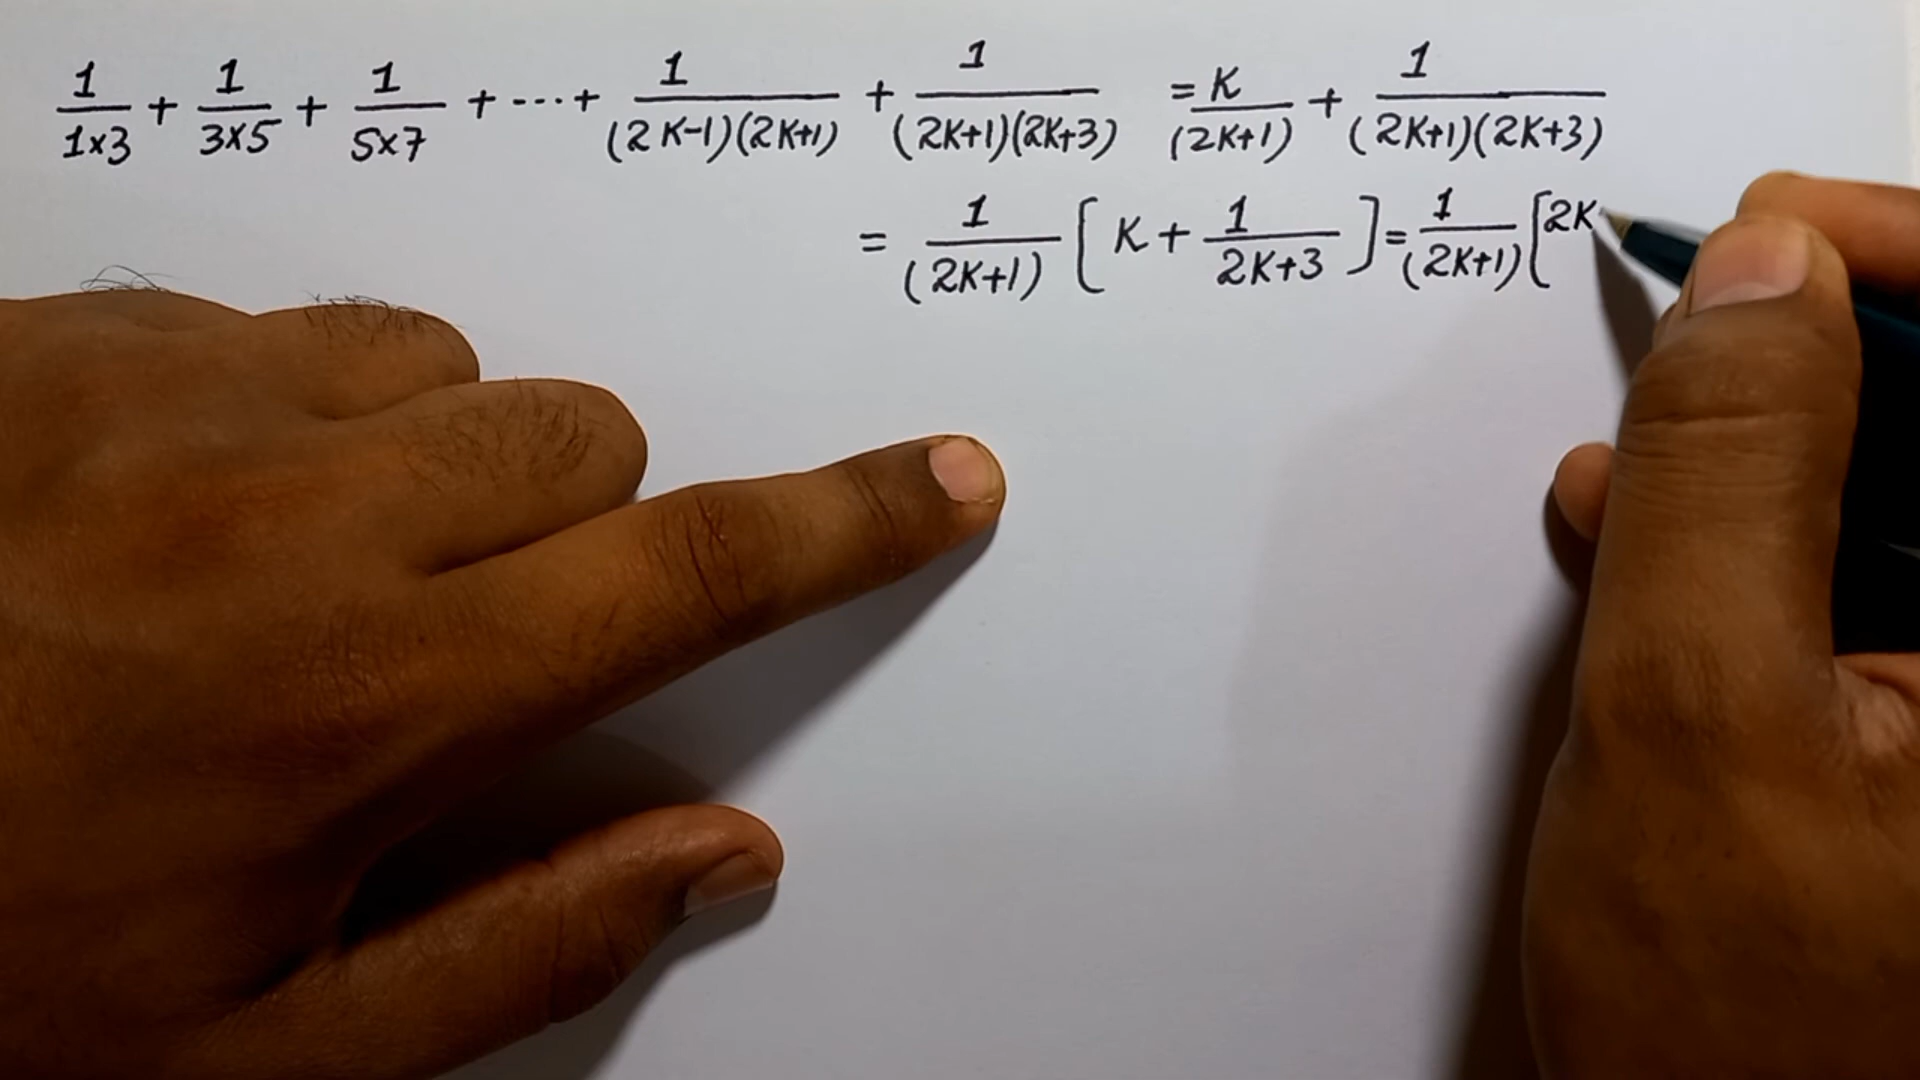 1/(1×3) + 1/(3×5) + 1/(5×7) + ---- + 1/((2K-1)(2K+1)) + 1/((2K+1)(2K+3)) = K/(2K+1) + 1/((2K+1)(2K+3))
= 1/(2K+1) [K + 1/(2K+3)] = 1/(2K+1) [2K